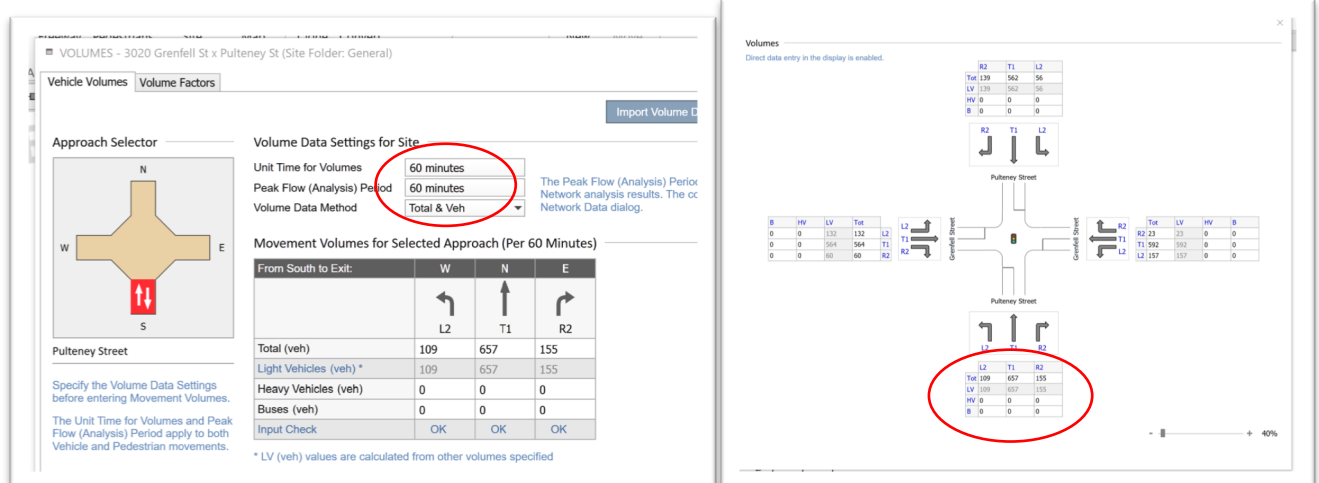 VOLUMES - 3020 Grenfell St x Pulteney St (Site Folder: General)
Vehicle Volumes Volume Factors
Import Volume D
Approach Selector
N
W E
S
Pulteney Street
Specify the Volume Data Settings
before entering Movement Volumes.
The Unit Time for Volumes and Peak
Flow (Analysis) Period apply to both
Vehicle and Pedestrian movements.
Volume Data Settings for Site
Unit Time for Volumes 60 minutes
Peak Flow (Analysis) Period 60 minutes
Volume Data Method Total & Veh
The Peak Flow (Analysis) Perio
Network analysis results. The co
Network Data dialog.
Movement Volumes for Selected Approach (Per 60 Minutes)
From South to Exit: W N E
L2 T1 R2
Total (veh) 109 657 155
Light Vehicles (veh) * 109 657 155
Heavy Vehicles (veh) 0 0 0
Buses (veh) 0 0 0
Input Check OK OK OK
* LV (veh) values are calculated from other volumes specified
Volumes
Direct data entry in the display is enabled.
R2 T1 L2
Tot 139 562 56
LV 139 562 56
HV 0 0 0
B 0 0 0
R2 T1 L2
Pulteney Street
B HV LV Tot
0 0 132 132 L2
0 0 564 564 T1
0 0 60 60 R2
L2
T1
R2
Grenfell Street
Grenfell Street
R2
T1
L2
Tot LV HV B
R2 23 23 0 0
T1 592 592 0 0
L2 157 157 0 0
Pulteney Street
L2 T1 R2
L2 T1 R2
Tot 109 657 155
LV 109 657 155
HV 0 0 0
B 0 0 0
- + 40%